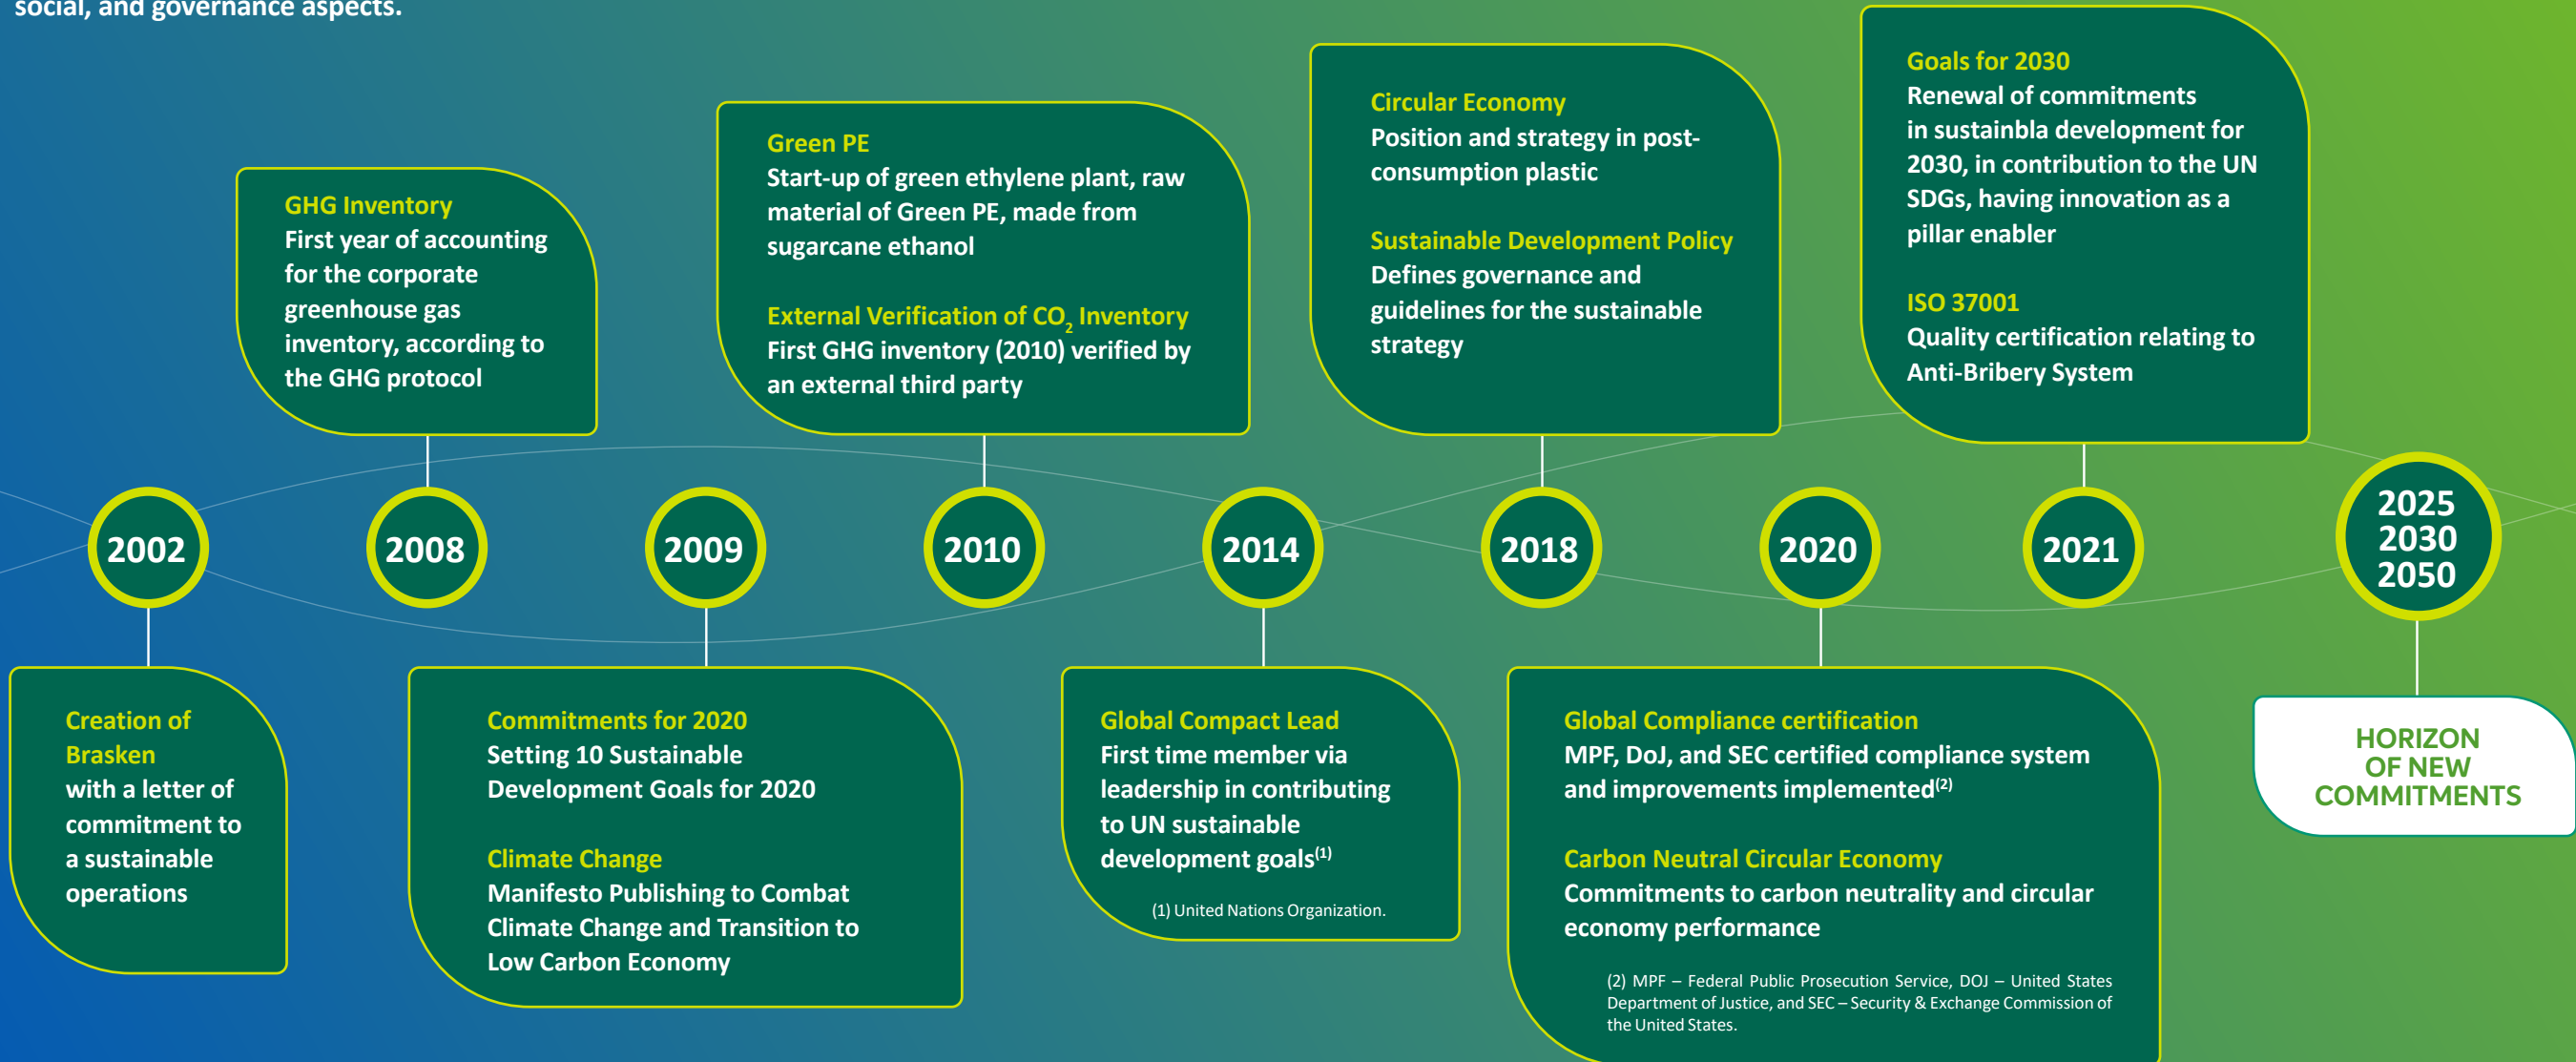 social, and governance aspects.
GHG Inventory
First year of accounting
for the corporate
greenhouse gas
inventory, according to
the GHG protocol
Green PE
Start-up of green ethylene plant, raw
material of Green PE, made from
sugarcane ethanol
External Verification of CO₂ Inventory
First GHG inventory (2010) verified by
an external third party
Circular Economy
Position and strategy in post-
consumption plastic
Sustainable Development Policy
Defines governance and
guidelines for the sustainable
strategy
Goals for 2030
Renewal of commitments
in sustainbla development for
2030, in contribution to the UN
SDGs, having innovation as a
pillar enabler
ISO 37001
Quality certification relating to
Anti-Bribery System
2002
2008
2009
2010
2014
2018
2020
2021
2025
2030
2050
Creation of
Brasken
with a letter of
commitment to
a sustainable
operations
Commitments for 2020
Setting 10 Sustainable
Development Goals for 2020
Climate Change
Manifesto Publishing to Combat
Climate Change and Transition to
Low Carbon Economy
Global Compact Lead
First time member via
leadership in contributing
to UN sustainable
development goals(1)
(1) United Nations Organization.
Global Compliance certification
MPF, DoJ, and SEC certified compliance system
and improvements implemented(2)
Carbon Neutral Circular Economy
Commitments to carbon neutrality and circular
economy performance
(2) MPF – Federal Public Prosecution Service, DOJ – United States
Department of Justice, and SEC – Security & Exchange Commission of
the United States.
HORIZON
OF NEW
COMMITMENTS